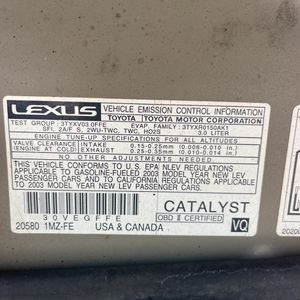 LEXUS
VEHICLE EMISSION CONTROL INFORMATION
TOYOTA TOYOTA MOTOR CORPORATION
TEST GROUP : 3TYXV03.0FFE EVAP. FAMILY : 3TYXR0150AK1
SFI, 2A/F S, 2WU-TWC, TWC, HO2S 3.0 LITER
ENGINE TUNE-UP SPECIFICATIONS FOR ALL ALTITUDES
VALVE CLEARANCE INTAKE 0.15-0.25mm (0.006-0.010 in.)
EXHAUST 0.25-0.35mm (0.010-0.014 in.)
NO OTHER ADJUSTMENTS NEEDED.
THIS VEHICLE CONFORMS TO U.S. EPA NLEV REGULATIONS
APPLICABLE TO GASOLINE-FUELED 2003 MODEL YEAR NEW LEV
PASSENGER CARS AND TO CALIFORNIA REGULATIONS APPLICABLE
TO 2003 MODEL YEAR NEW LEV PASSENGER CARS.
CATALYST
30VEGFFE
OBD II CERTIFIED
20580 1MZ-FE USA & CANADA VQ